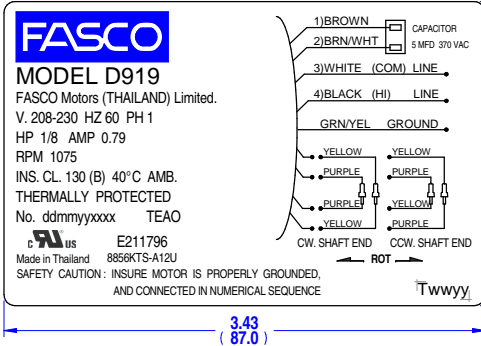 FASCO
MODEL D919
FASCO Motors (THAILAND) Limited.
V. 208-230 HZ 60 PH 1
HP 1/8 AMP 0.79
RPM 1075
INS. CL. 130 (B) 40°C AMB.
THERMALLY PROTECTED
No. ddmmyyxxxx TEAO
c RU US E211796
Made in Thailand 8856KTS-A12U
SAFETY CAUTION : INSURE MOTOR IS PROPERLY GROUNDED,
AND CONNECTED IN NUMERICAL SEQUENCE
1)BROWN
2)BRN/WHT
CAPACITOR
5 MFD 370 VAC
3)WHITE (COM) LINE
4)BLACK (HI) LINE
GRN/YEL GROUND
YELLOW YELLOW
PURPLE PURPLE
PURPLE YELLOW
YELLOW PURPLE
CW. SHAFT END CCW. SHAFT END
ROT
Twwyy
3.43
( 87.0 )